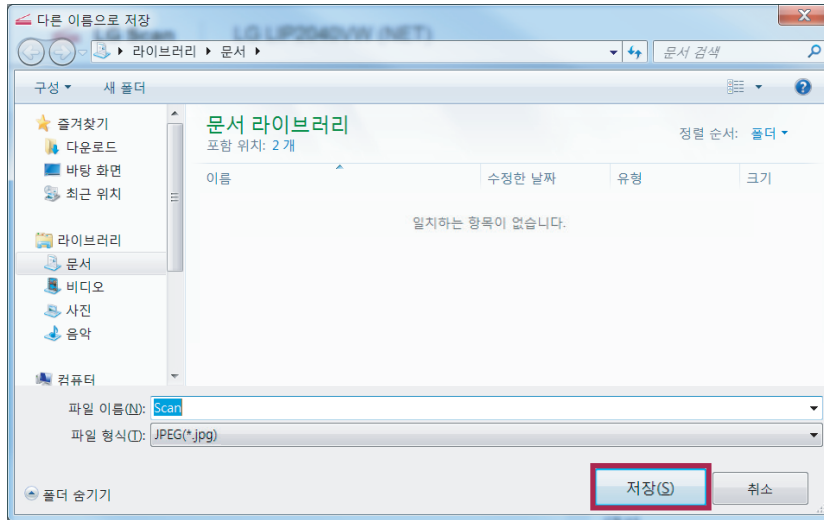 다른 이름으로 저장
LG Scan LG LIP2040VW (NET)
라이브러리 문서
문서 검색
구성 새 폴더
즐겨찾기
다운로드
바탕 화면
최근 위치
라이브러리
문서
비디오
사진
음악
컴퓨터
문서 라이브러리
포함 위치: 2 개
정렬 순서: 폴더
이름 수정한 날짜 유형 크기
일치하는 항목이 없습니다.
파일 이름(N): Scan
파일 형식(T): JPEG(*.jpg)
폴더 숨기기
저장(S) 취소